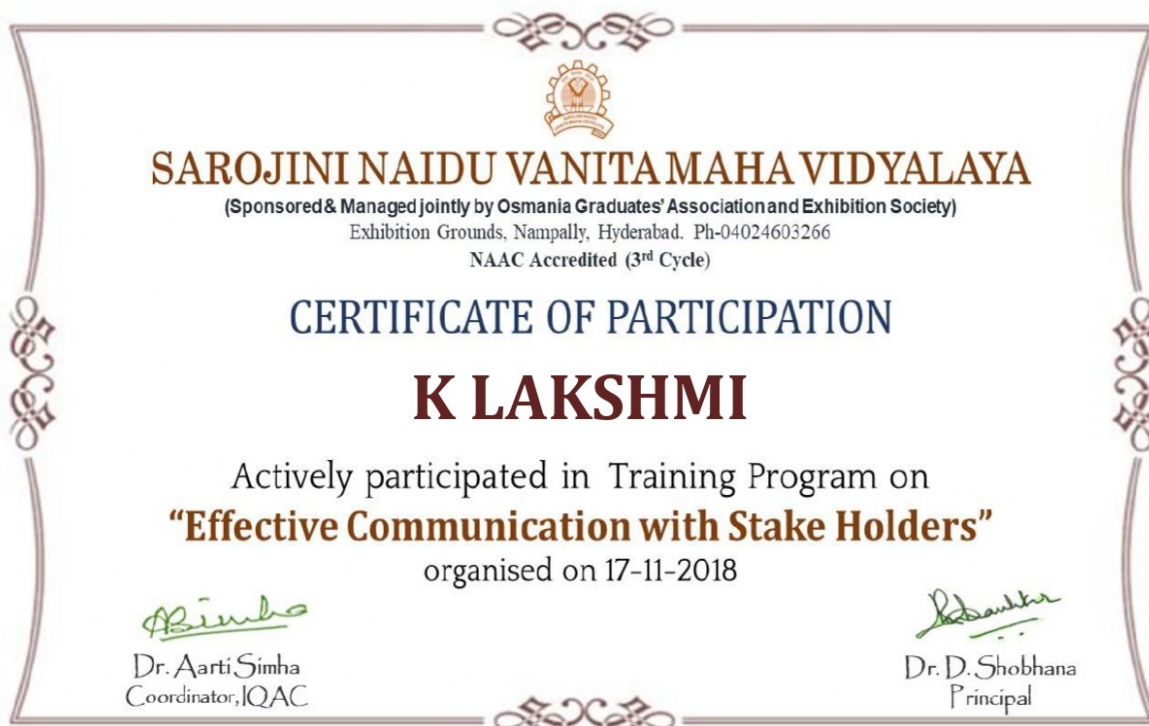 SAROJINI NAIDU VANITA MAHA VIDYALAYA
(Sponsored & Managed jointly by Osmania Graduates' Association and Exhibition Society)
Exhibition Grounds, Nampally, Hyderabad. Ph-04024603266
NAAC Accredited (3rd Cycle)
CERTIFICATE OF PARTICIPATION
K LAKSHMI
Actively participated in Training Program on
“Effective Communication with Stake Holders”
organised on 17-11-2018
Dr. Aarti Simha
Coordinator, IQAC
Dr. D. Shobhana
Principal